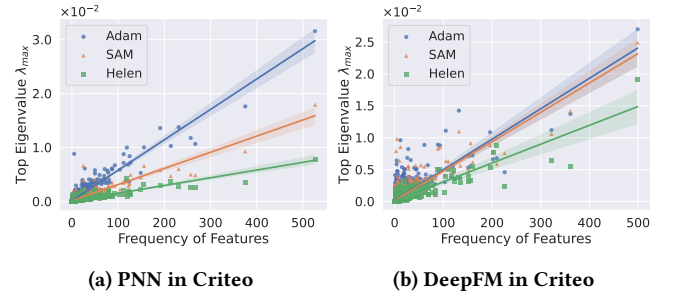 ×10⁻²
Top Eigenvalue λmax
3.0
2.0
1.0
0.0
Adam
SAM
Helen
0 100 200 300 400 500
Frequency of Features
(a) PNN in Criteo
×10⁻²
Top Eigenvalue λmax
2.5
2.0
1.5
1.0
0.5
0.0
Adam
SAM
Helen
0 100 200 300 400 500
Frequency of Features
(b) DeepFM in Criteo